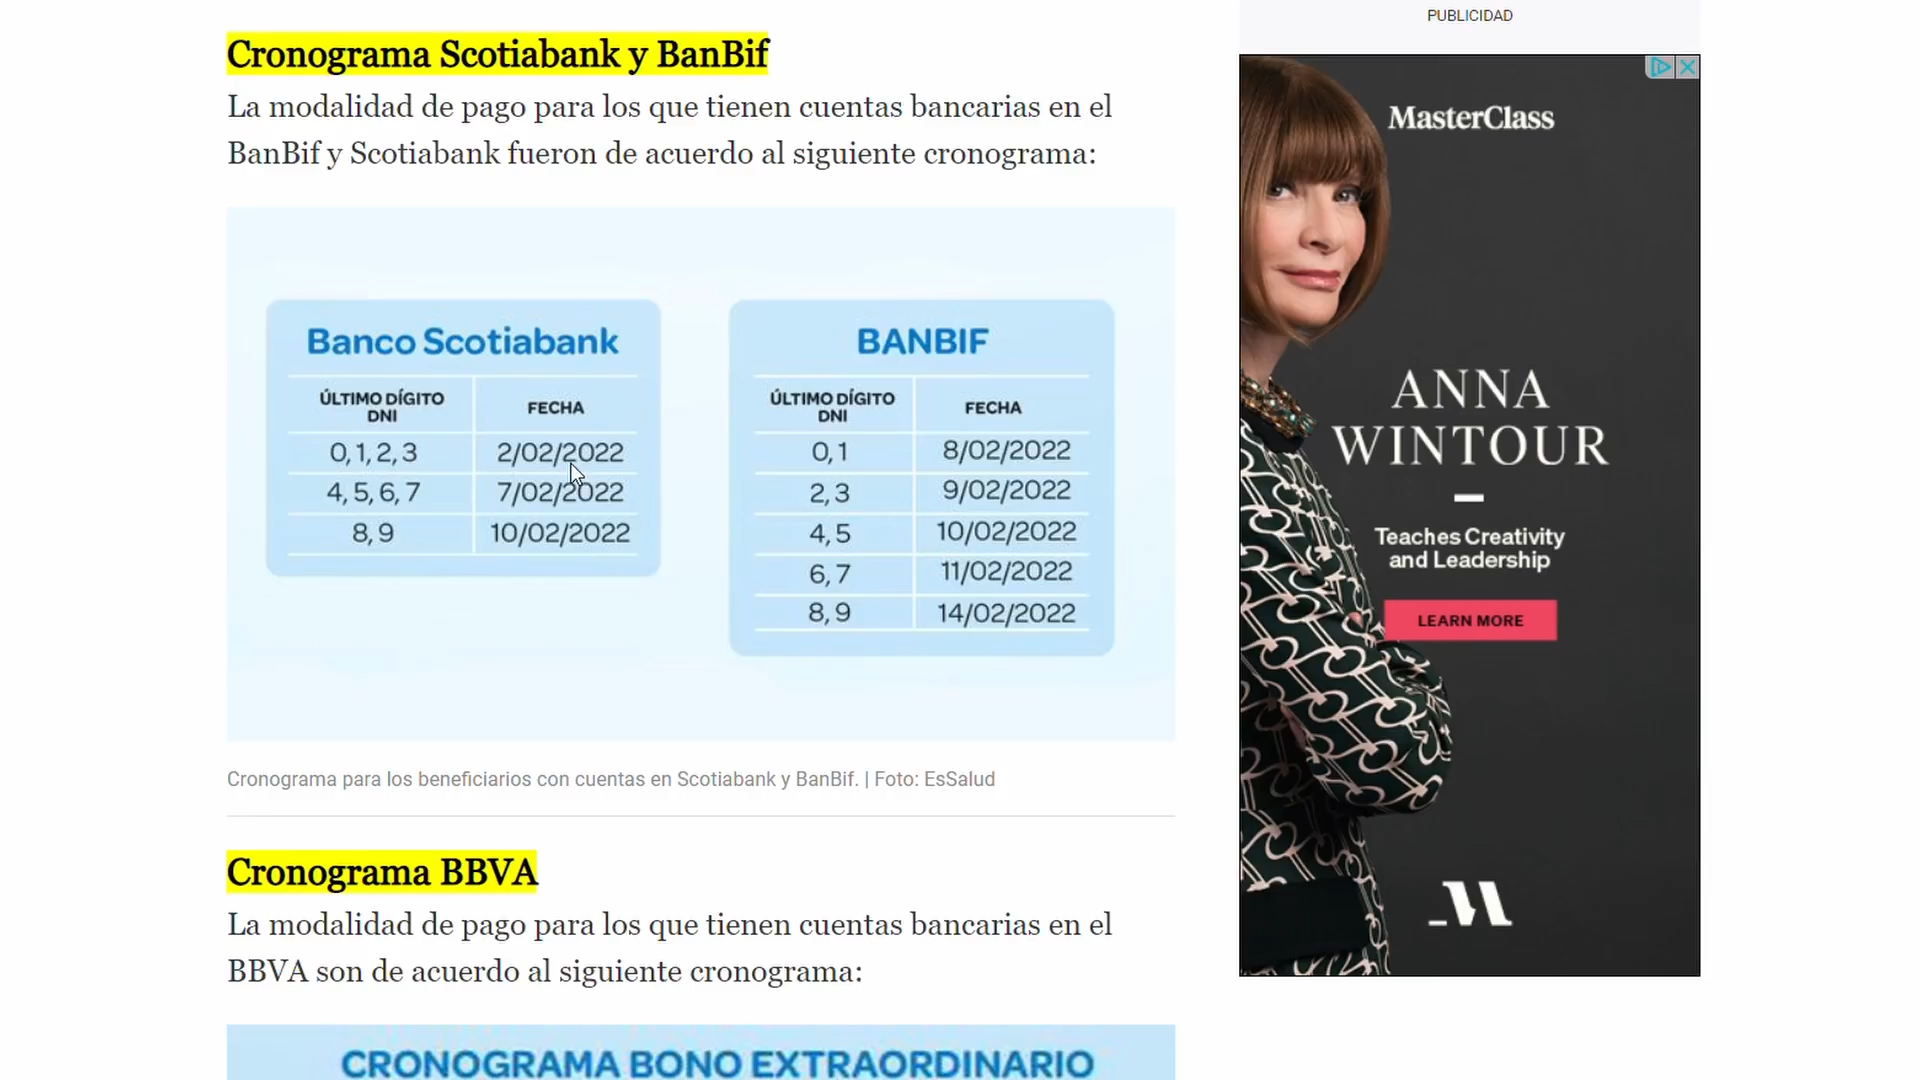 PUBLICIDAD
Cronograma Scotiabank y BanBif
La modalidad de pago para los que tienen cuentas bancarias en el
BanBif y Scotiabank fueron de acuerdo al siguiente cronograma:
Banco Scotiabank
ÚLTIMO DÍGITO DNI FECHA
0, 1, 2, 3 2/02/2022
4, 5, 6, 7 7/02/2022
8, 9 10/02/2022
BANBIF
ÚLTIMO DÍGITO DNI FECHA
0, 1 8/02/2022
2, 3 9/02/2022
4, 5 10/02/2022
6, 7 11/02/2022
8, 9 14/02/2022
Cronograma para los beneficiarios con cuentas en Scotiabank y BanBif. | Foto: EsSalud
Cronograma BBVA
La modalidad de pago para los que tienen cuentas bancarias en el
BBVA son de acuerdo al siguiente cronograma:
CRONOGRAMA BONO EXTRAORDINARIO
MasterClass
ANNA
WINTOUR
Teaches Creativity
and Leadership
LEARN MORE